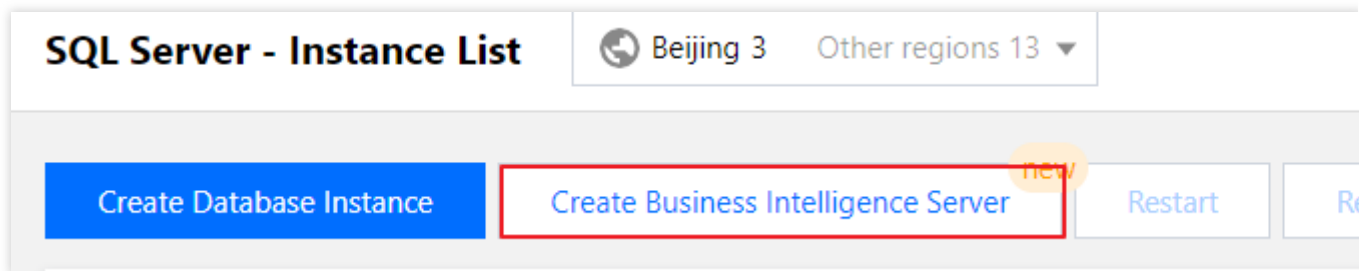 SQL Server - Instance List
Beijing 3 Other regions 13
new
Create Database Instance Create Business Intelligence Server Restart